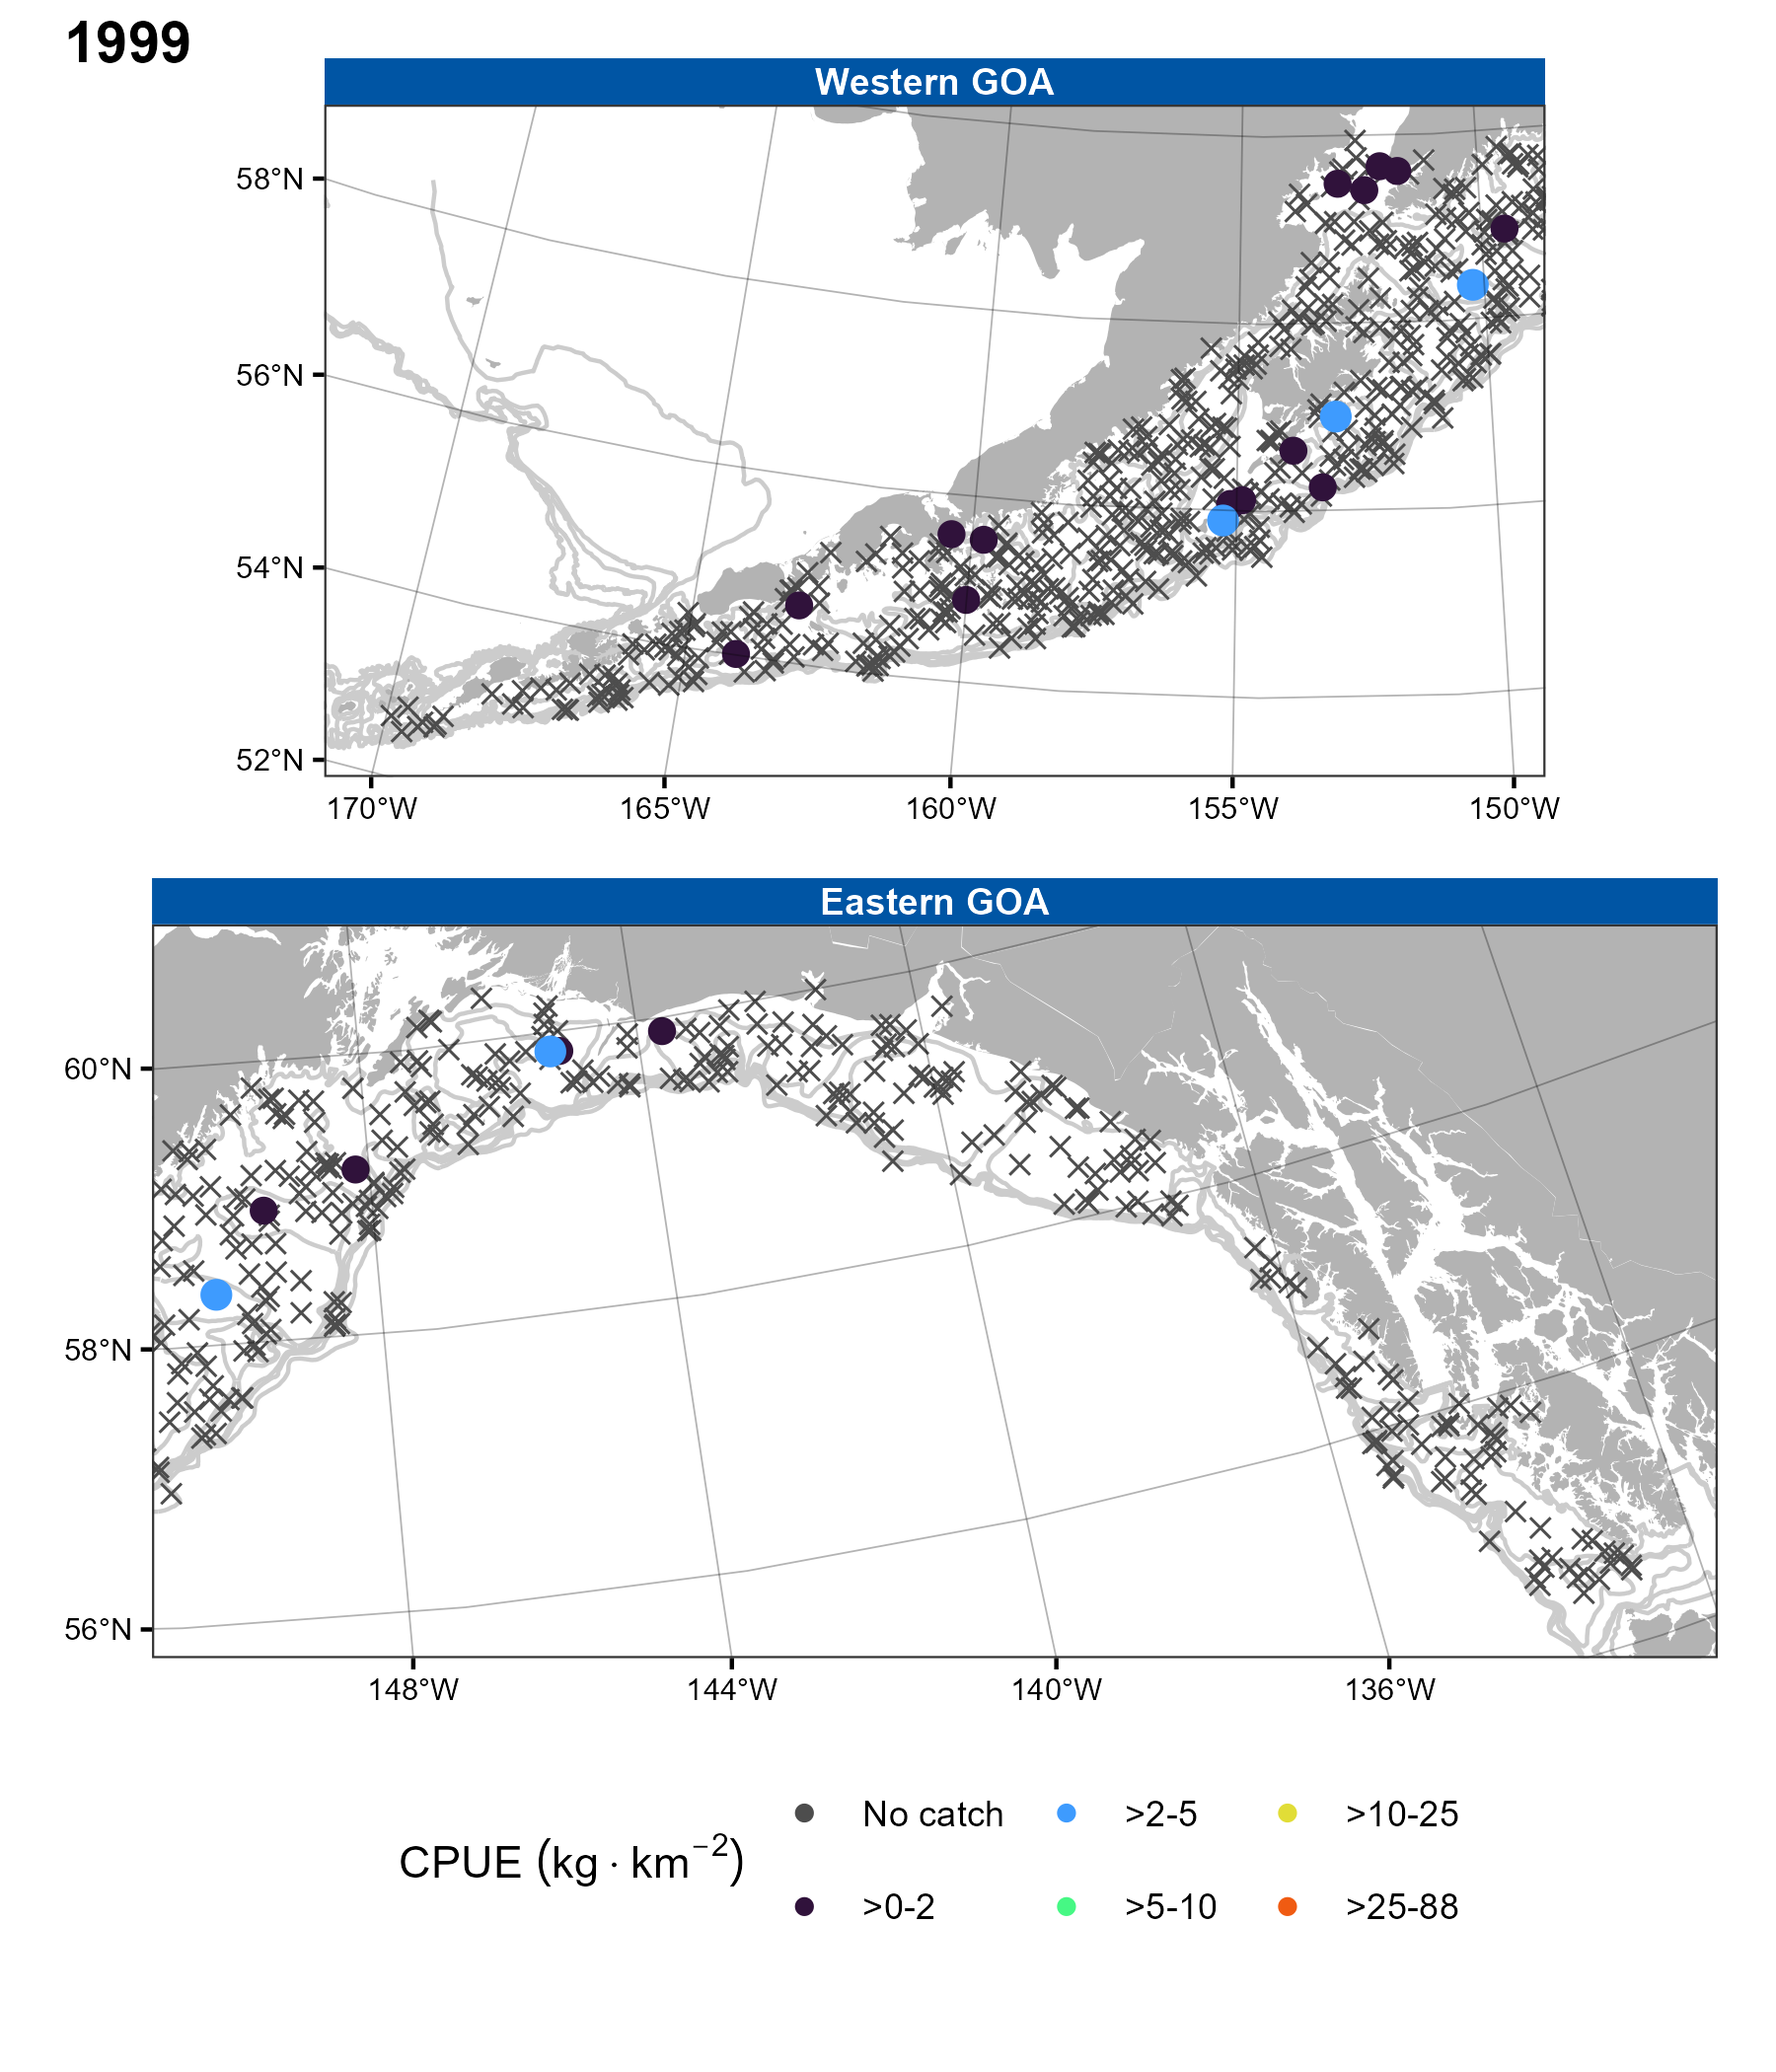 1999
Western GOA
58°N
56°N
54°N
52°N
170°W 165°W 160°W 155°W 150°W
Eastern GOA
60°N
58°N
56°N
148°W 144°W 140°W 136°W
CPUE (kg · km⁻²)
No catch >2-5 >10-25
>0-2 >5-10 >25-88